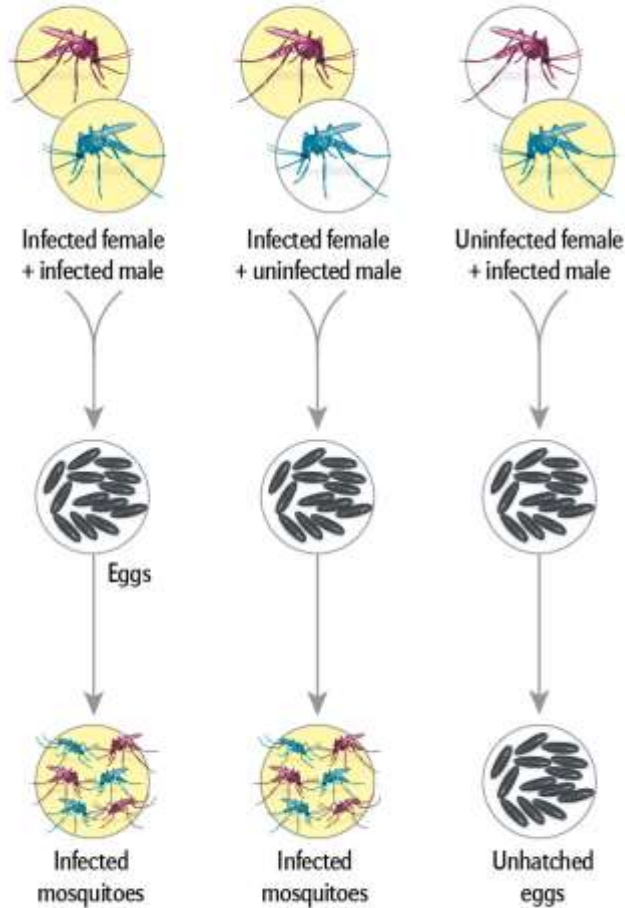 Infected female
+ infected male
Infected female
+ uninfected male
Uninfected female
+ infected male
Eggs
Infected
mosquitoes
Infected
mosquitoes
Unhatched
eggs